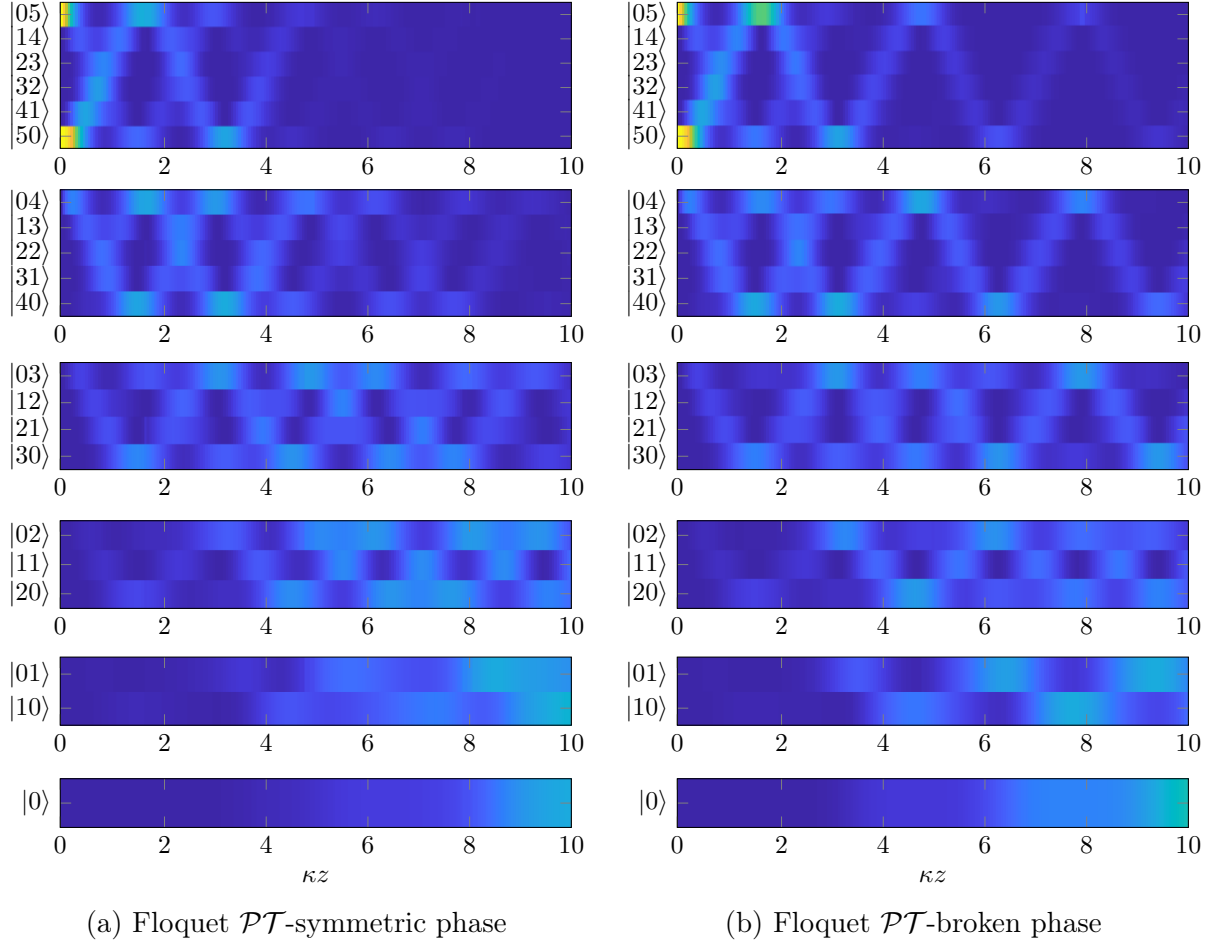 |05⟩ |05⟩
|14⟩ |14⟩
|23⟩ |23⟩
|32⟩ |32⟩
|41⟩ |41⟩
|50⟩ |50⟩
0 2 4 6 8 10 0 2 4 6 8 10
|04⟩ |04⟩
|13⟩ |13⟩
|22⟩ |22⟩
|31⟩ |31⟩
|40⟩ |40⟩
0 2 4 6 8 10 0 2 4 6 8 10
|03⟩ |03⟩
|12⟩ |12⟩
|21⟩ |21⟩
|30⟩ |30⟩
0 2 4 6 8 10 0 2 4 6 8 10
|02⟩ |02⟩
|11⟩ |11⟩
|20⟩ |20⟩
0 2 4 6 8 10 0 2 4 6 8 10
|01⟩ |01⟩
|10⟩ |10⟩
0 2 4 6 8 10 0 2 4 6 8 10
|0⟩ |0⟩
0 2 4 6 8 10 0 2 4 6 8 10
κz κz
(a) Floquet 𝒫𝒯-symmetric phase (b) Floquet 𝒫𝒯-broken phase